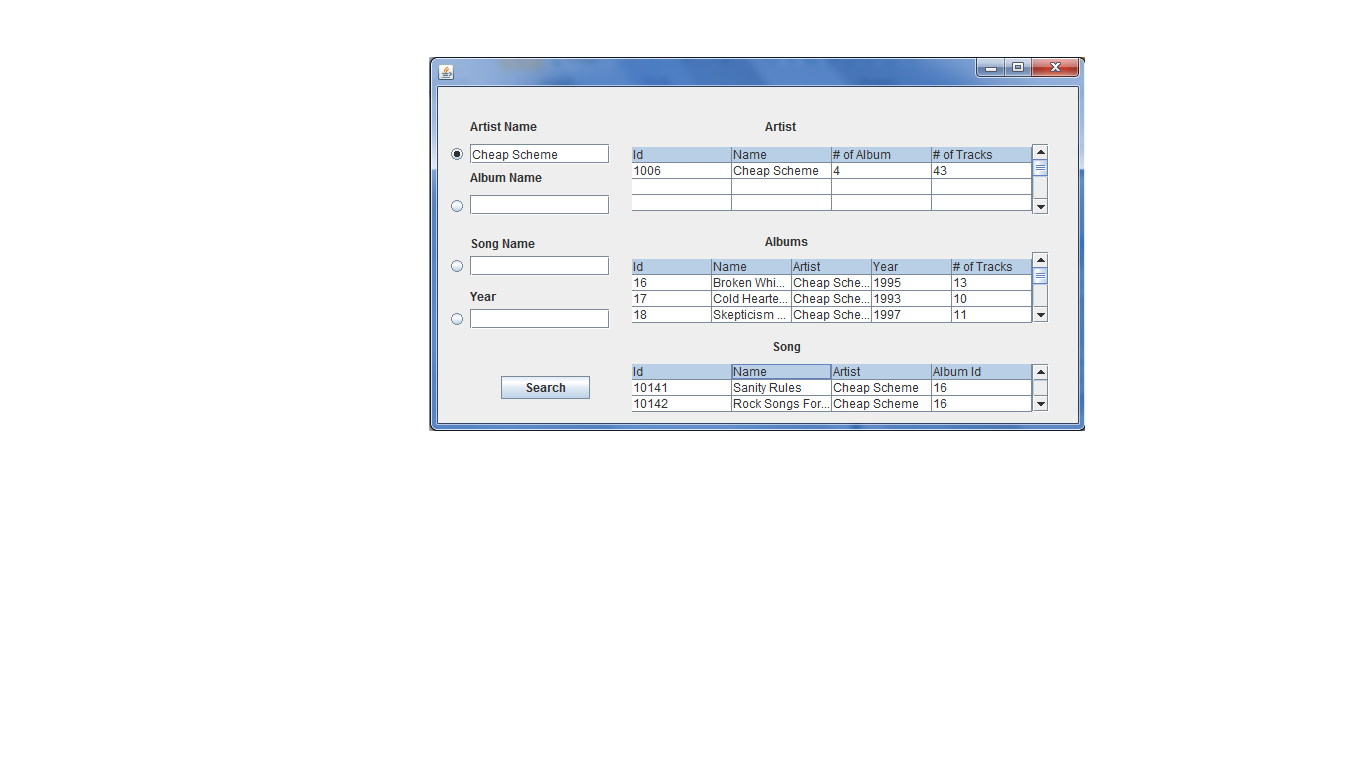 Artist Name
Cheap Scheme
Album Name
Song Name
Year
Search
Artist
Id Name # of Album # of Tracks
1006 Cheap Scheme 4 43
Albums
Id Name Artist Year # of Tracks
16 Broken Whi... Cheap Sche... 1995 13
17 Cold Hearte... Cheap Sche... 1993 10
18 Skepticism ... Cheap Sche... 1997 11
Song
Id Name Artist Album Id
10141 Sanity Rules Cheap Scheme 16
10142 Rock Songs For... Cheap Scheme 16